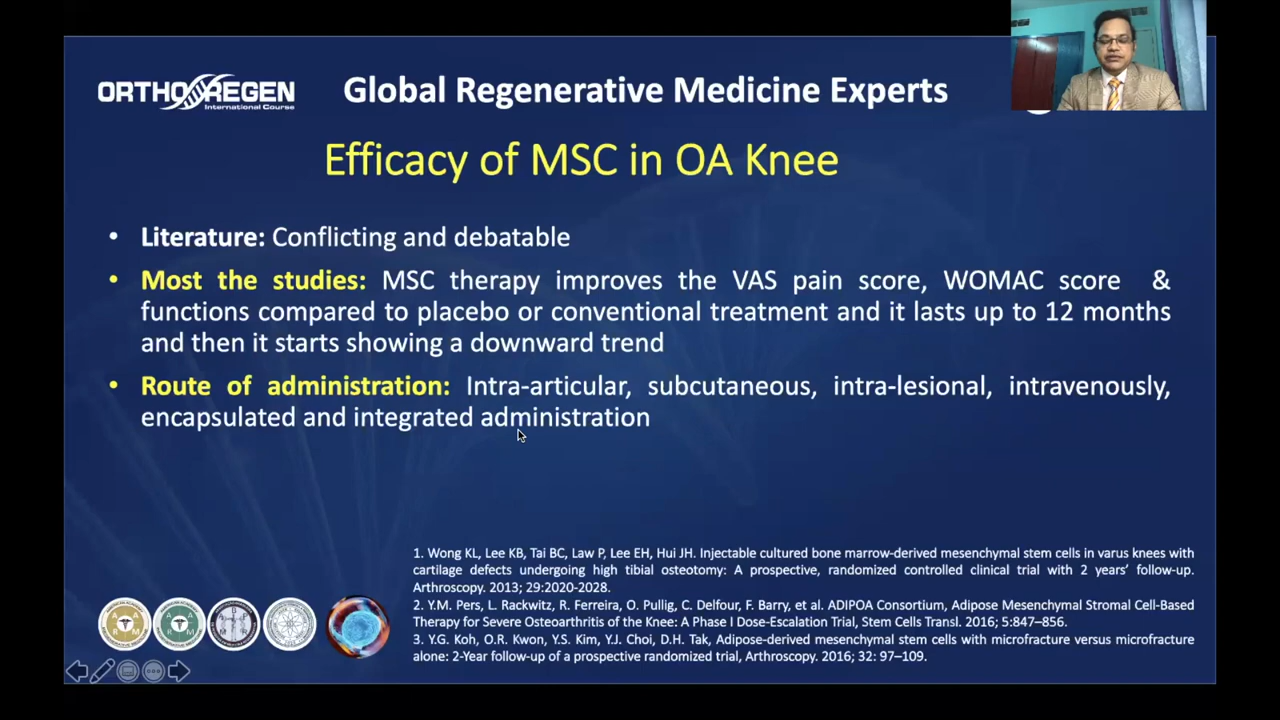 ORTHO REGEN
International Course
Global Regenerative Medicine Experts
Efficacy of MSC in OA Knee
• Literature: Conflicting and debatable
• Most the studies: MSC therapy improves the VAS pain score, WOMAC score &
functions compared to placebo or conventional treatment and it lasts up to 12 months
and then it starts showing a downward trend
• Route of administration: Intra-articular, subcutaneous, intra-lesional, intravenously,
encapsulated and integrated administration
1. Wong KL, Lee KB, Tai BC, Law P, Lee EH, Hui JH. Injectable cultured bone marrow-derived mesenchymal stem cells in varus knees with
cartilage defects undergoing high tibial osteotomy: A prospective, randomized controlled clinical trial with 2 years’ follow-up.
Arthroscopy. 2013; 29:2020-2028.
2. Y.M. Pers, L. Rackwitz, R. Ferreira, O. Pullig, C. Delfour, F. Barry, et al. ADIPOA Consortium, Adipose Mesenchymal Stromal Cell-Based
Therapy for Severe Osteoarthritis of the Knee: A Phase I Dose-Escalation Trial, Stem Cells Transl. 2016; 5:847–856.
3. Y.G. Koh, O.R. Kwon, Y.S. Kim, Y.J. Choi, D.H. Tak, Adipose-derived mesenchymal stem cells with microfracture versus microfracture
alone: 2-Year follow-up of a prospective randomized trial, Arthroscopy. 2016; 32: 97–109.